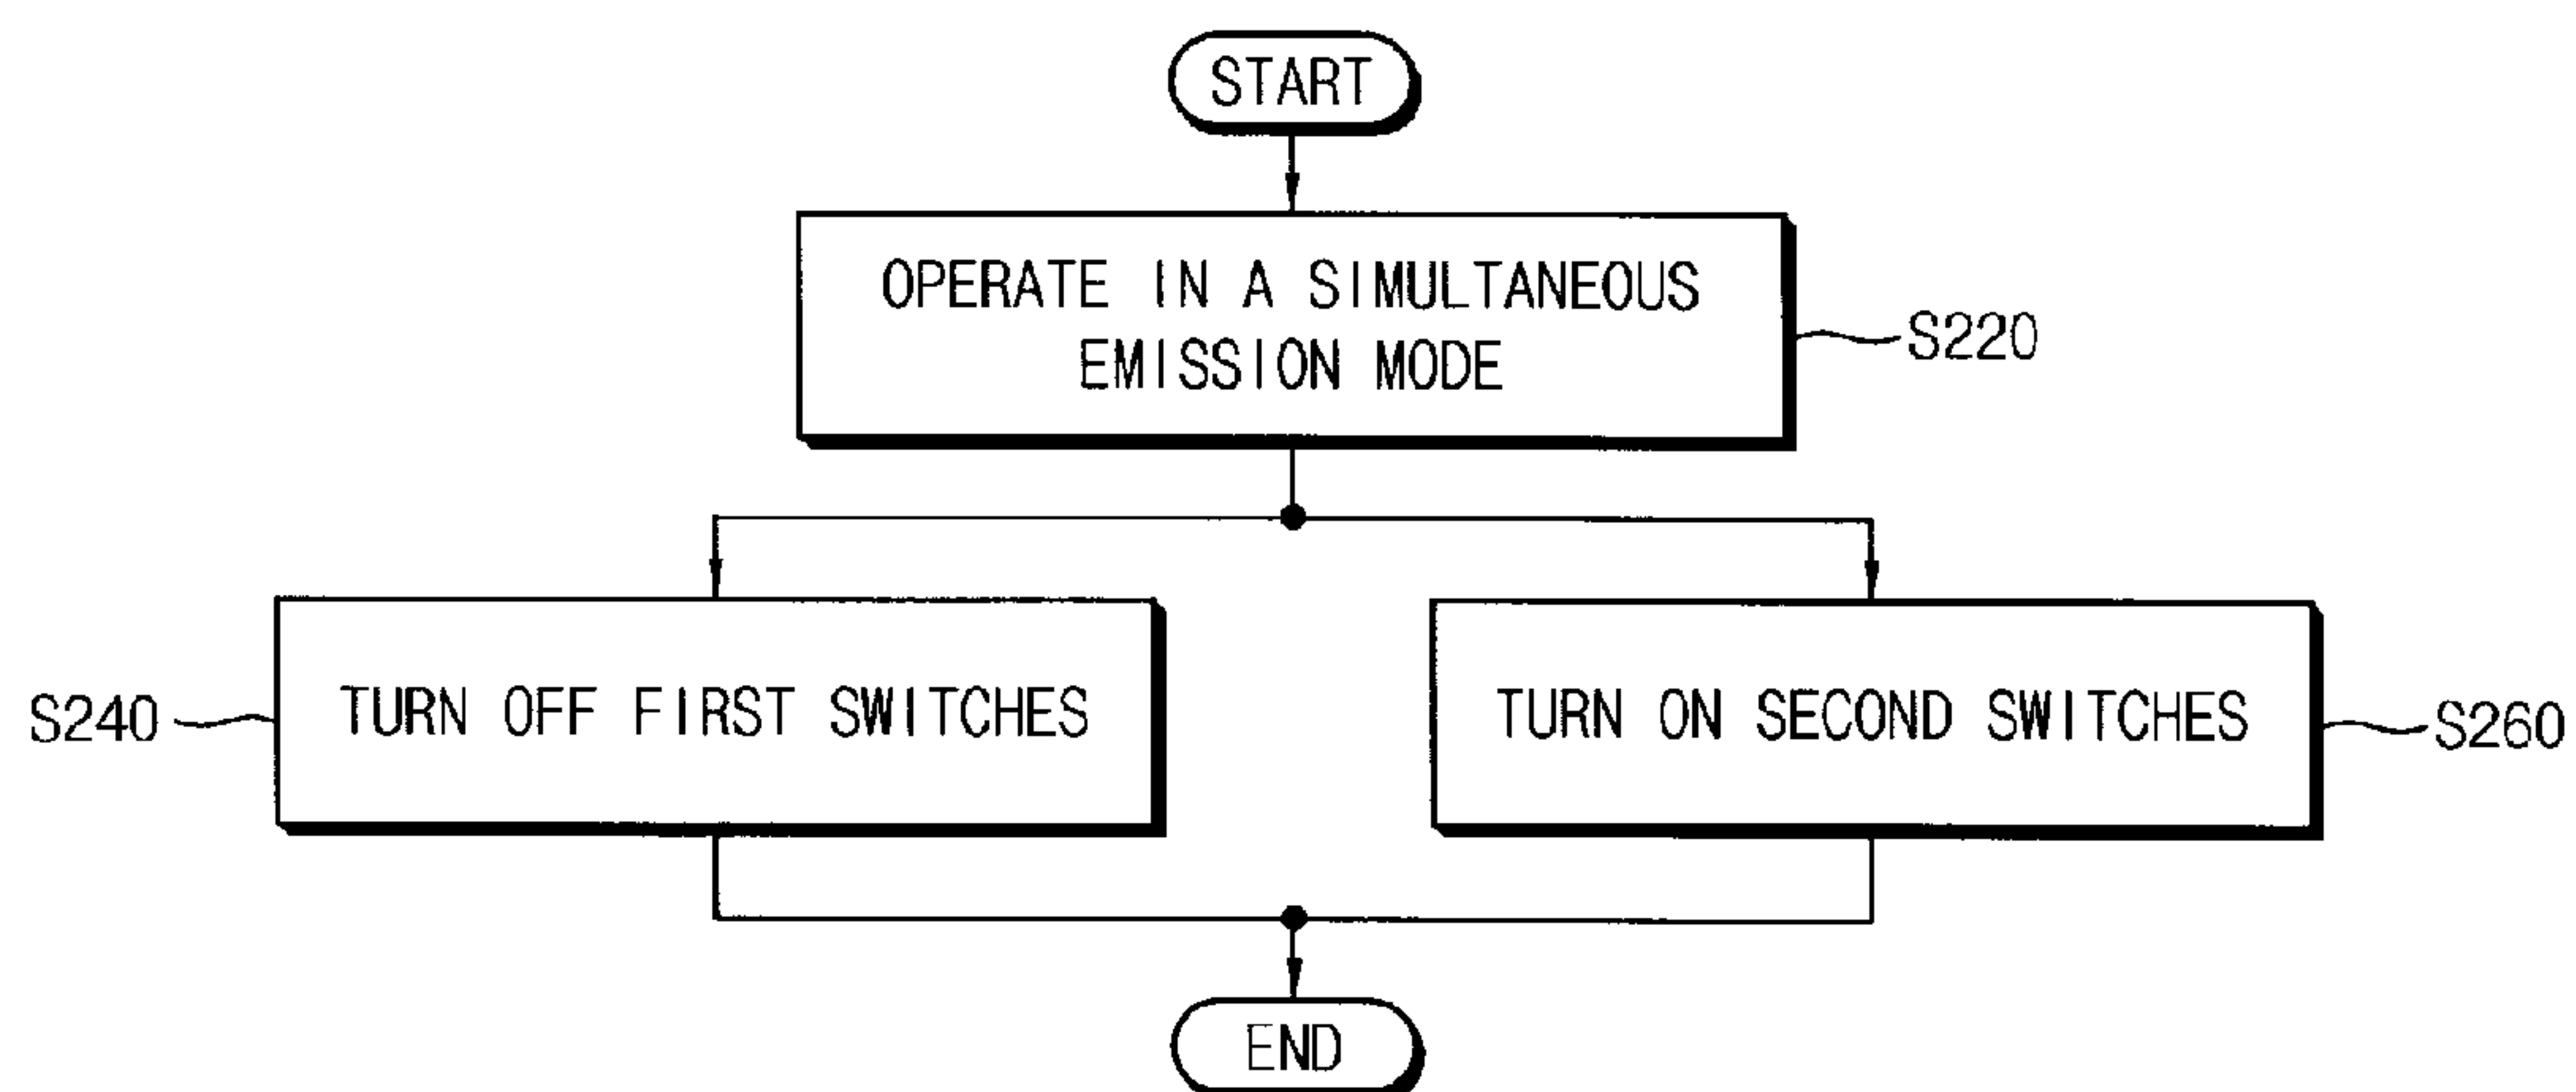 START
OPERATE IN A SIMULTANEOUS
EMISSION MODE
S220
S240
TURN OFF FIRST SWITCHES
TURN ON SECOND SWITCHES
S260
END